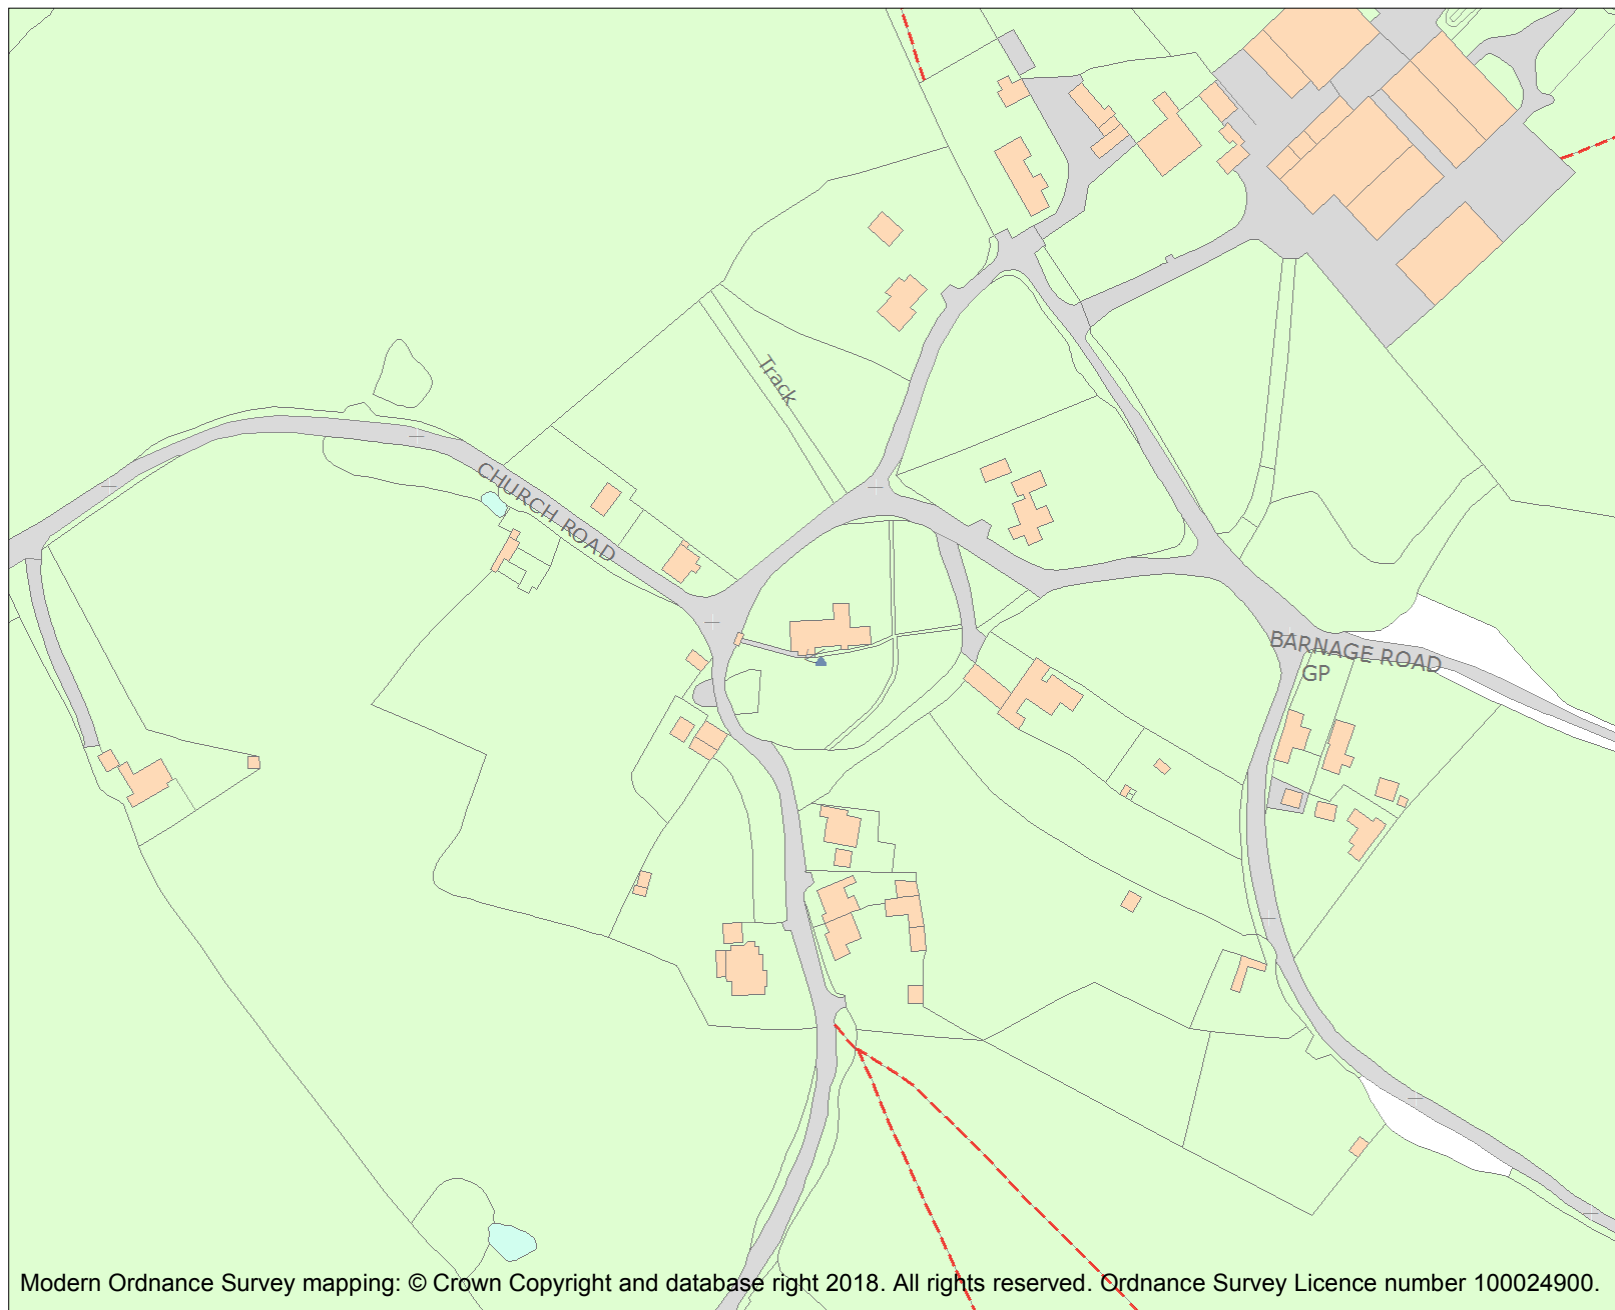 Track
CHURCH ROAD
BARNAGE ROAD
GP
Modern Ordnance Survey mapping: © Crown Copyright and database right 2018. All rights reserved. Ordnance Survey Licence number 100024900.